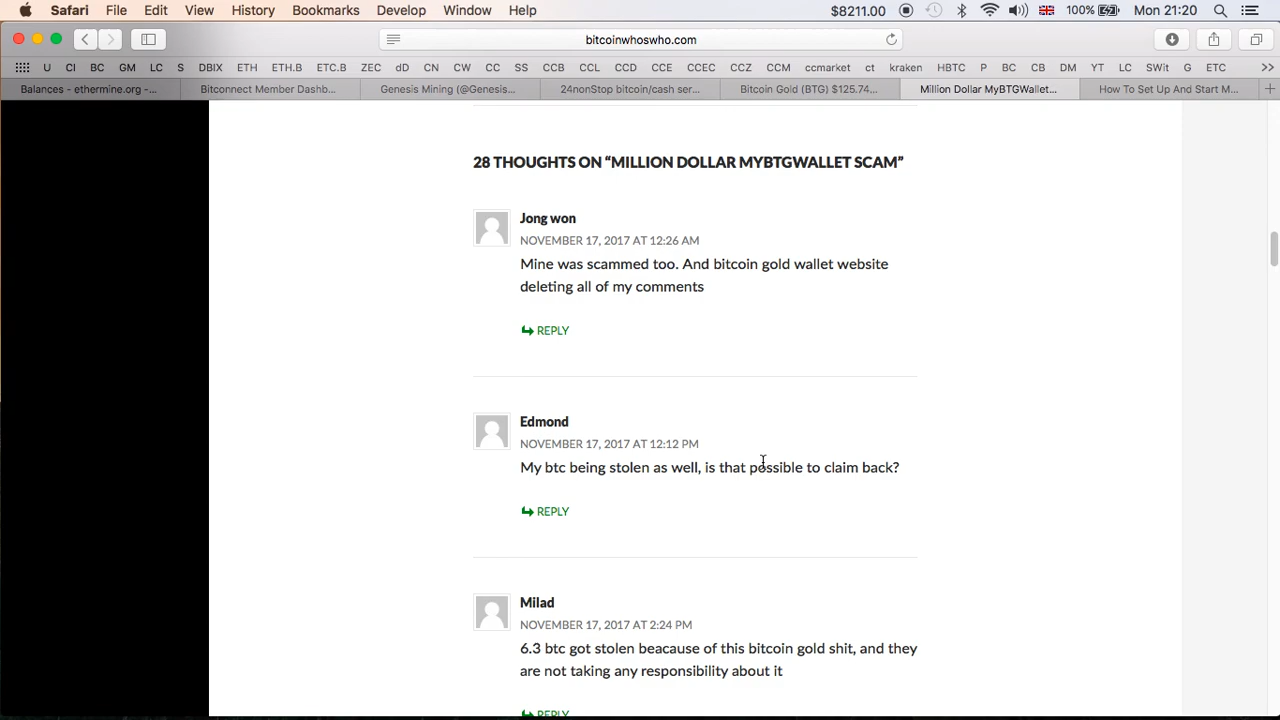 Safari File Edit View History Bookmarks Develop Window Help $8211.00 100% Mon 21:20
bitcoinwhoswho.com
U CI BC GM LC S DBIX ETH ETH.B ETC.B ZEC dD CN CW CC SS CCB CCL CCD CCE CCEC CCZ CCM ccmarket ct kraken HBTC P BC CB DM YT LC SWit G ETC >>
Balances - ethermine.org -... Bitconnect Member Dashb... Genesis Mining (@Genesis... 24nonStop bitcoin/cash ser... Bitcoin Gold (BTG) $125.74... Million Dollar MyBTGWallet... How To Set Up And Start M...
28 THOUGHTS ON “MILLION DOLLAR MYBTGWALLET SCAM”
Jong won
NOVEMBER 17, 2017 AT 12:26 AM
Mine was scammed too. And bitcoin gold wallet website
deleting all of my comments
REPLY
Edmond
NOVEMBER 17, 2017 AT 12:12 PM
My btc being stolen as well, is that possible to claim back?
REPLY
Milad
NOVEMBER 17, 2017 AT 2:24 PM
6.3 btc got stolen beacause of this bitcoin gold shit, and they
are not taking any responsibility about it
REPLY